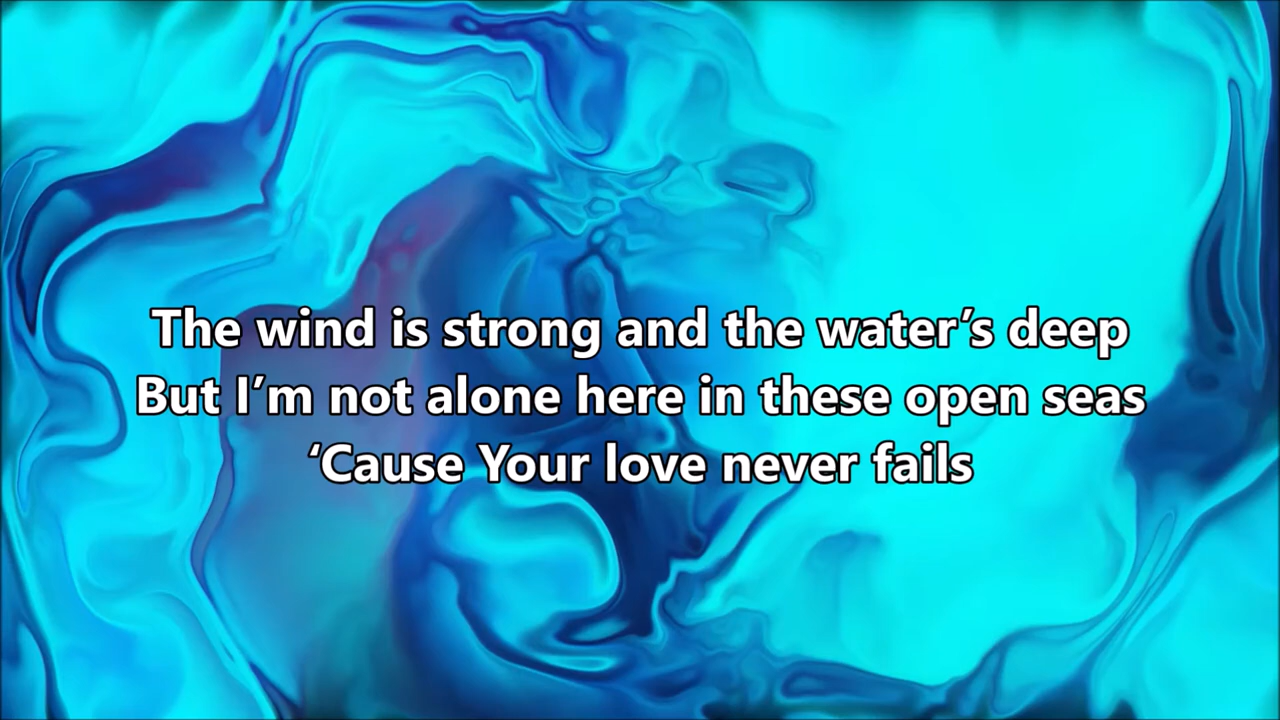 The wind is strong and the water’s deep
But I’m not alone here in these open seas
‘Cause Your love never fails